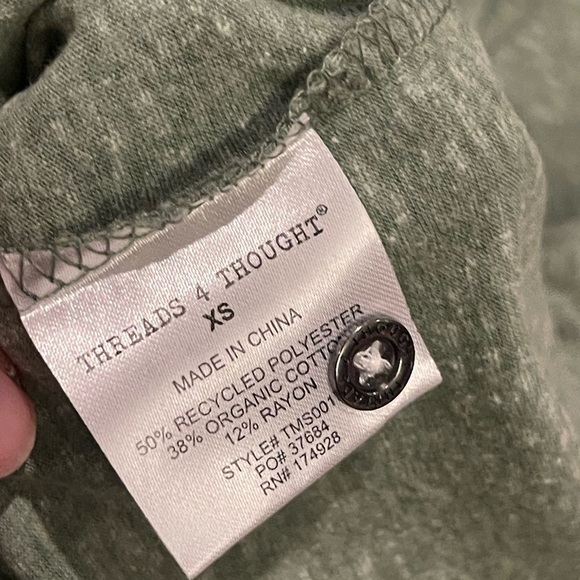 THREADS 4 THOUGHT®
XS
MADE IN CHINA
50% RECYCLED POLYESTER
38% ORGANIC
12% RAYON
STYLE# TMS001
PO# 37684
RN# 174928